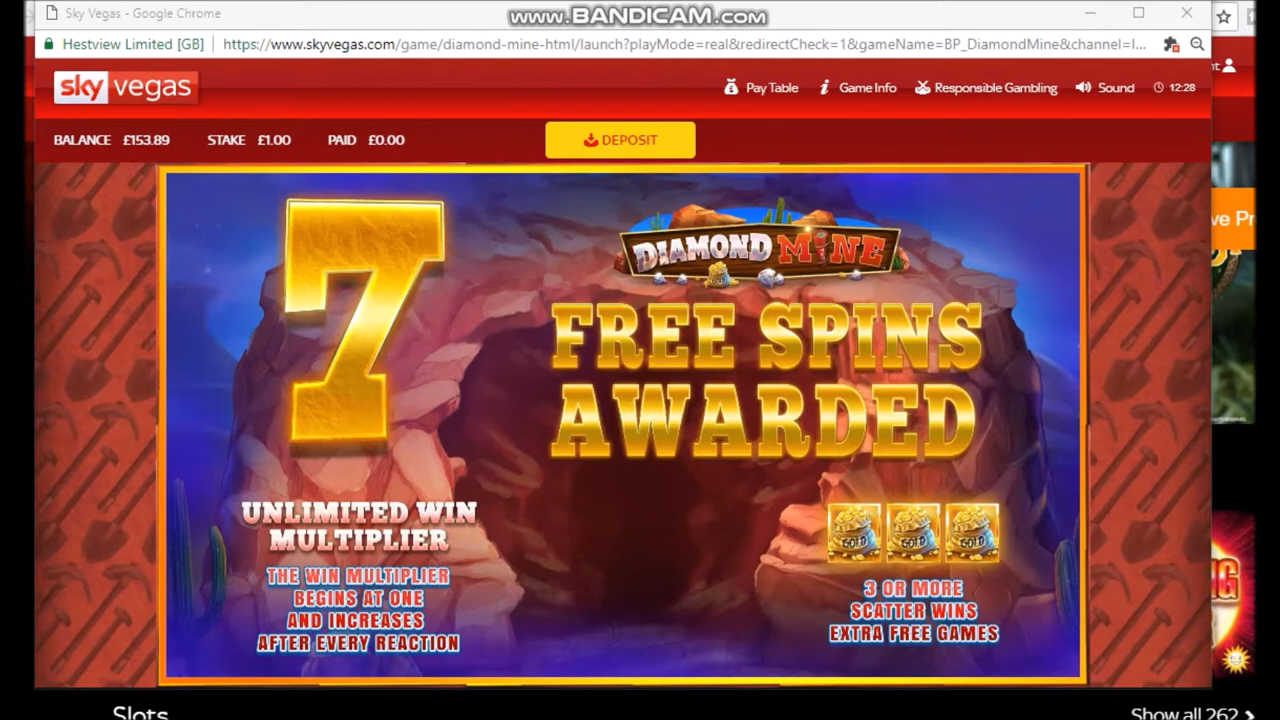 Sky Vegas - Google Chrome
www.BANDICAM.com
Hestview Limited [GB] https://www.skyvegas.com/game/diamond-mine-html/launch?playMode=real&redirectCheck=1&gameName=BP_DiamondMine&channel=I...
sky vegas
Pay Table
Game Info
Responsible Gambling
Sound
12:28
BALANCE £153.89 STAKE £1.00 PAID £0.00
DEPOSIT
7
DIAMOND MINE
FREE SPINS
AWARDED
UNLIMITED WIN
MULTIPLIER
THE WIN MULTIPLIER
BEGINS AT ONE
AND INCREASES
AFTER EVERY REACTION
GOLD GOLD GOLD
3 OR MORE
SCATTER WINS
EXTRA FREE GAMES
ve Pr
Slots
Show all 262